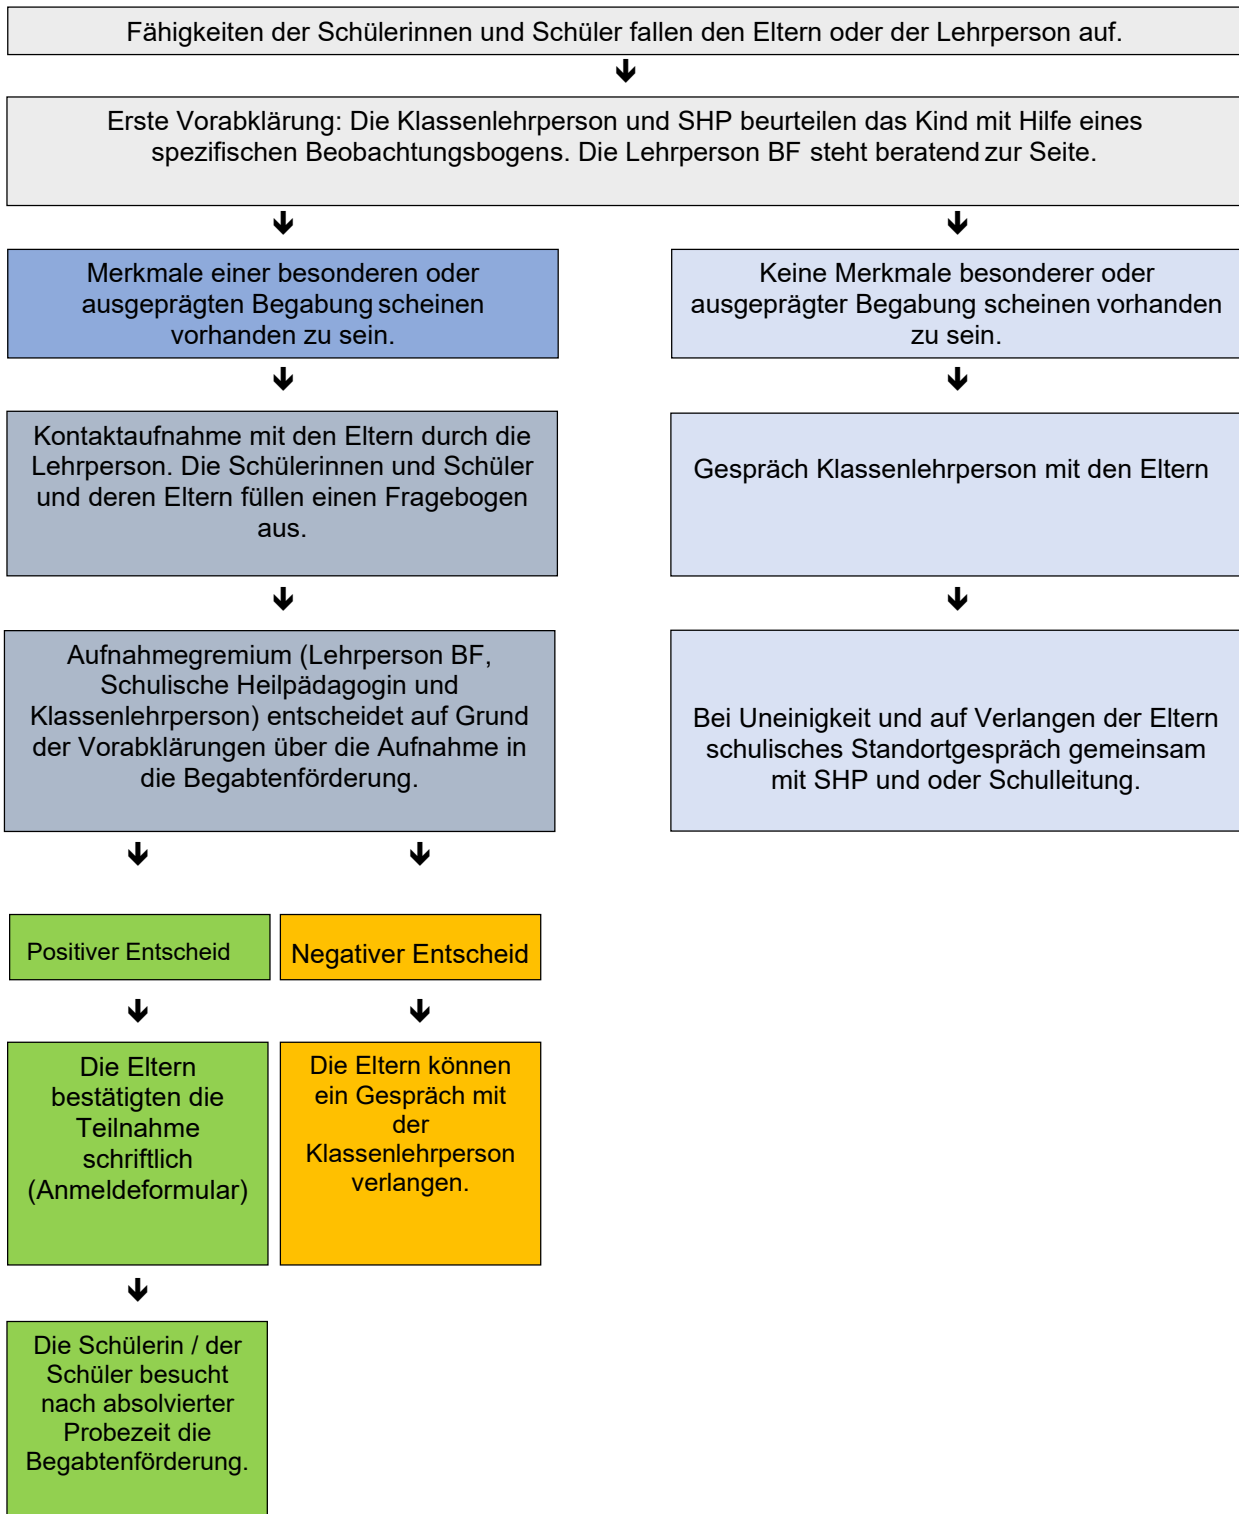 Fähigkeiten der Schülerinnen und Schüler fallen den Eltern oder der Lehrperson auf.
Erste Vorabklärung: Die Klassenlehrperson und SHP beurteilen das Kind mit Hilfe eines
spezifischen Beobachtungsbogens. Die Lehrperson BF steht beratend zur Seite.
Merkmale einer besonderen oder
ausgeprägten Begabung scheinen
vorhanden zu sein.
Keine Merkmale besonderer oder
ausgeprägter Begabung scheinen vorhanden
zu sein.
Kontaktaufnahme mit den Eltern durch die
Lehrperson. Die Schülerinnen und Schüler
und deren Eltern füllen einen Fragebogen
aus.
Gespräch Klassenlehrperson mit den Eltern
Aufnahmegremium (Lehrperson BF,
Schulische Heilpädagogin und
Klassenlehrperson) entscheidet auf Grund
der Vorabklärungen über die Aufnahme in
die Begabtenförderung.
Bei Uneinigkeit und auf Verlangen der Eltern
schulisches Standortgespräch gemeinsam
mit SHP und oder Schulleitung.
Positiver Entscheid
Negativer Entscheid
Die Eltern
bestätigten die
Teilnahme
schriftlich
(Anmeldeformular)
Die Eltern können
ein Gespräch mit
der
Klassenlehrperson
verlangen.
Die Schülerin / der
Schüler besucht
nach absolvierter
Probezeit die
Begabtenförderung.